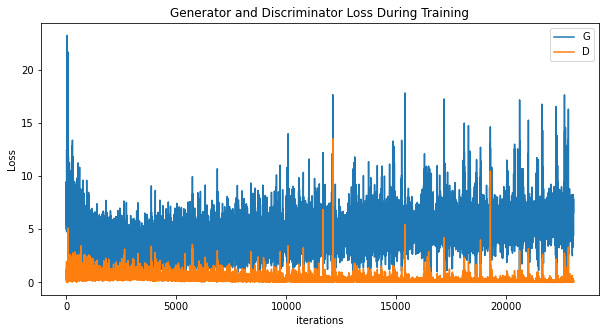 Generator and Discriminator Loss During Training
G
D
Loss
20
15
10
5
0
0
5000
10000
15000
20000
iterations